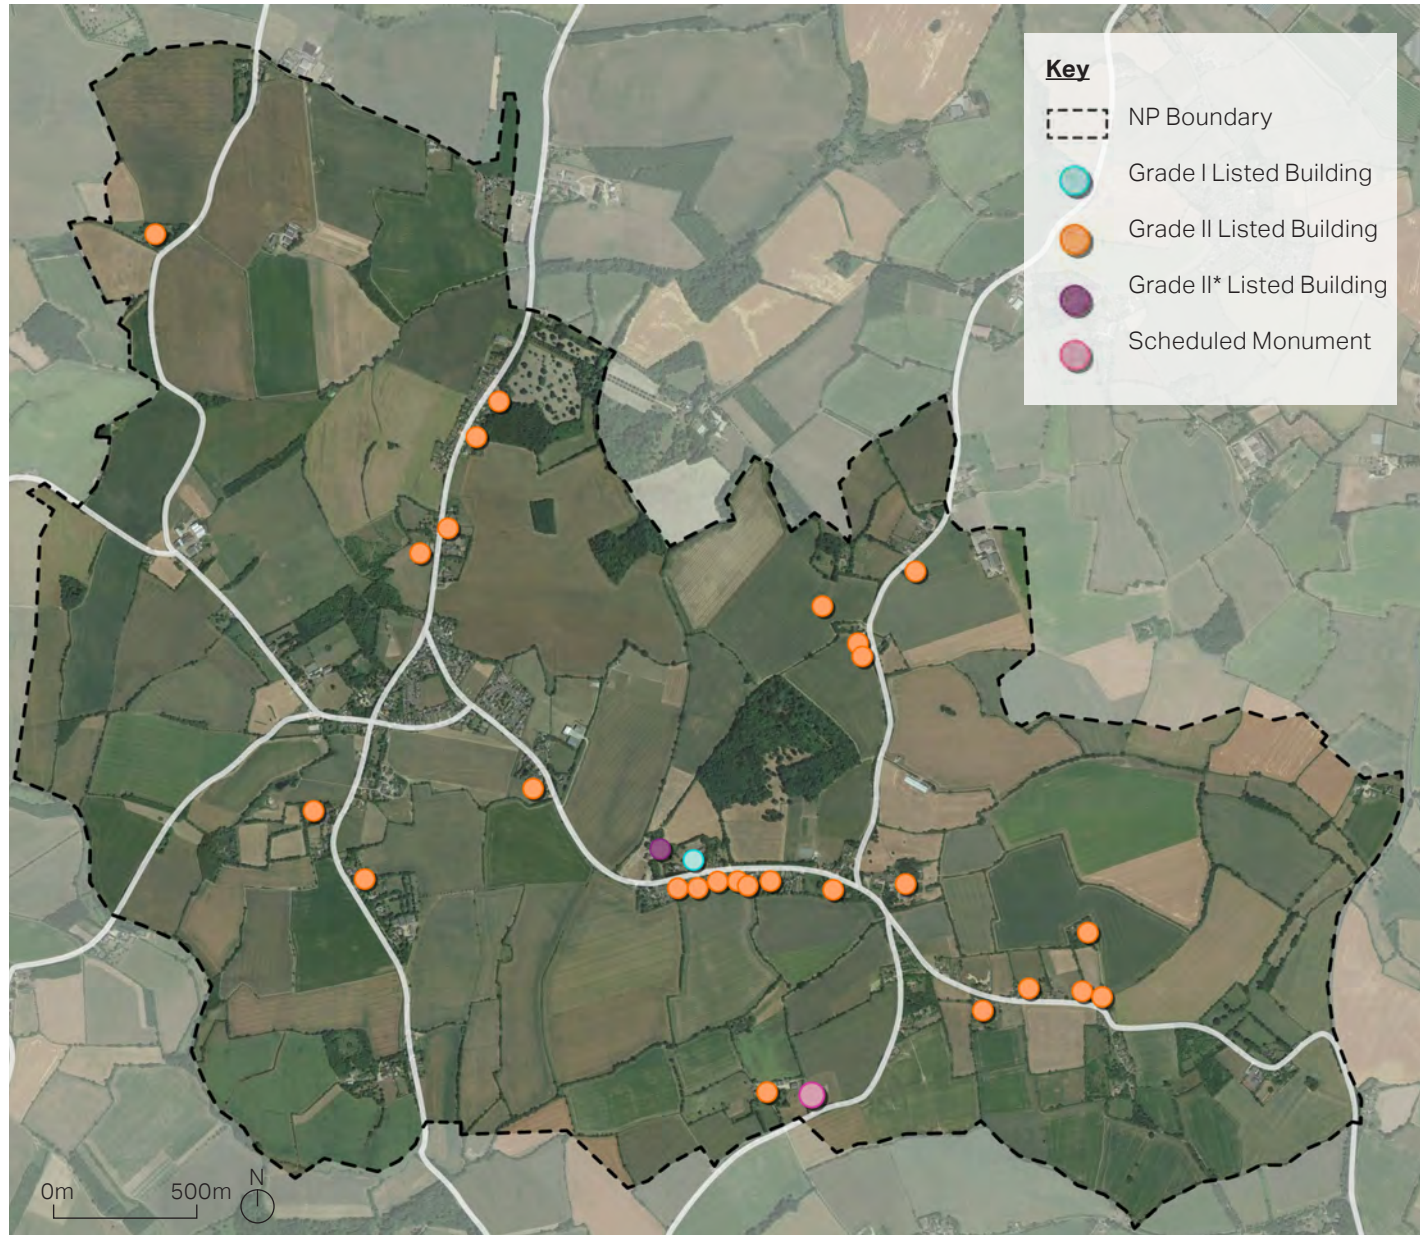 Key
NP Boundary
Grade I Listed Building
Grade II Listed Building
Grade II* Listed Building
Scheduled Monument
0m 500m N